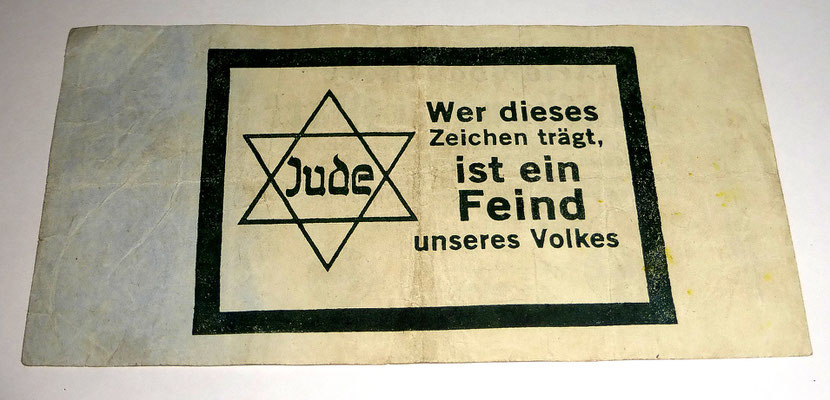 Jude
Wer dieses
Zeichen trägt,
ist ein
Feind
unseres Volkes